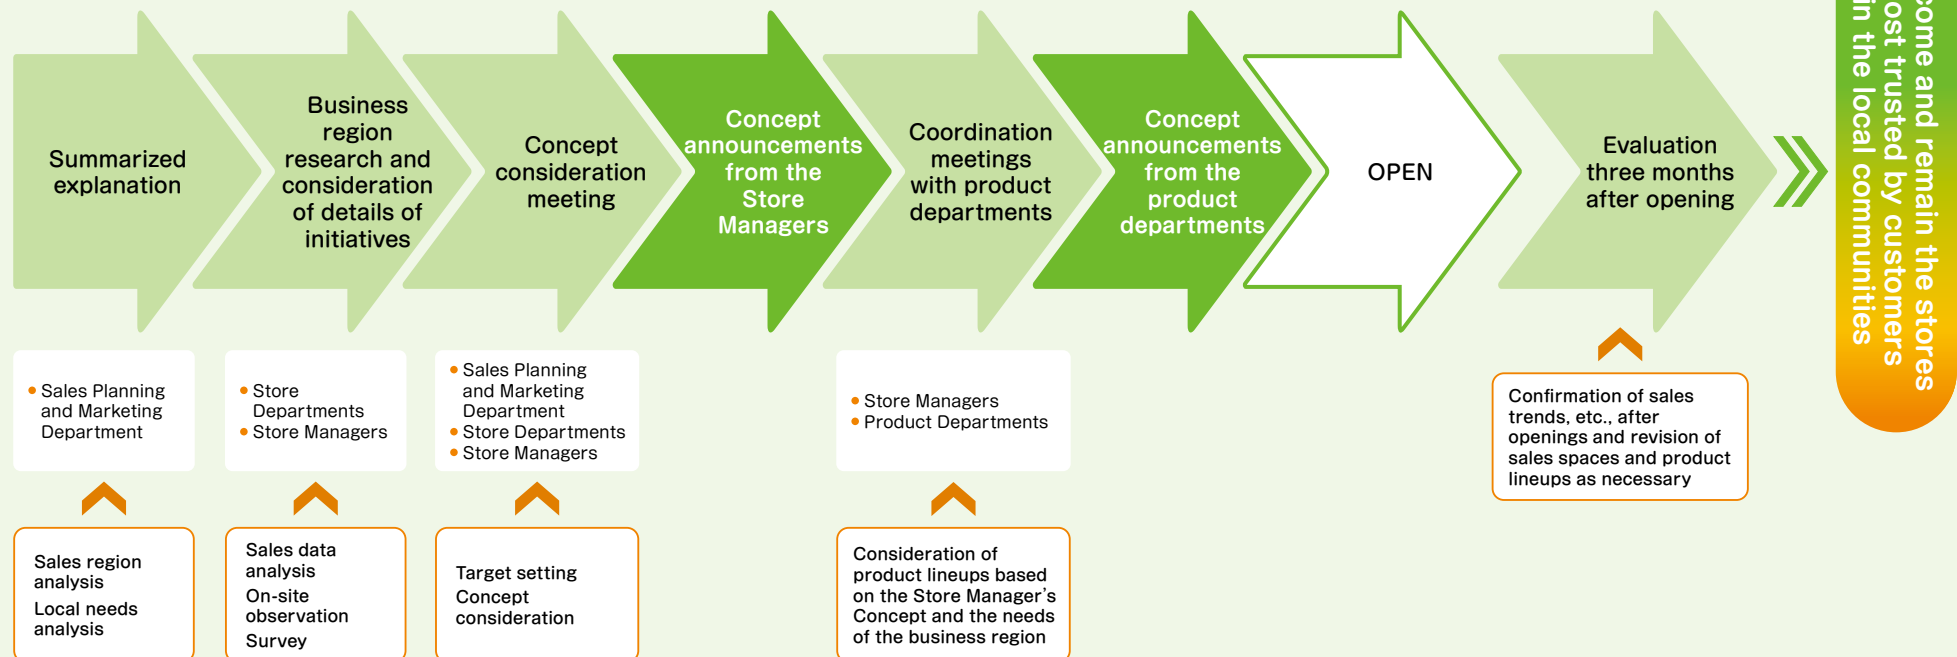 Summarized
explanation
Business
region
research and
consideration
of details of
initiatives
Concept
consideration
meeting
Concept
announcements
from the
Store
Managers
Coordination
meetings
with product
departments
Concept
announcements
from the
product
departments
OPEN
Evaluation
three months
after opening
remain the stores
trusted by customers
in the local communities
• Sales Planning
and Marketing
Department
• Store
Departments
• Store Managers
• Sales Planning
and Marketing
Department
• Store Departments
• Store Managers
• Store Managers
• Product Departments
Sales region
analysis
Local needs
analysis
Sales data
analysis
On-site
observation
Survey
Target setting
Concept
consideration
Consideration of
product lineups based
on the Store Manager's
Concept and the needs
of the business region
Confirmation of sales
trends, etc., after
openings and revision of
sales spaces and product
lineups as necessary